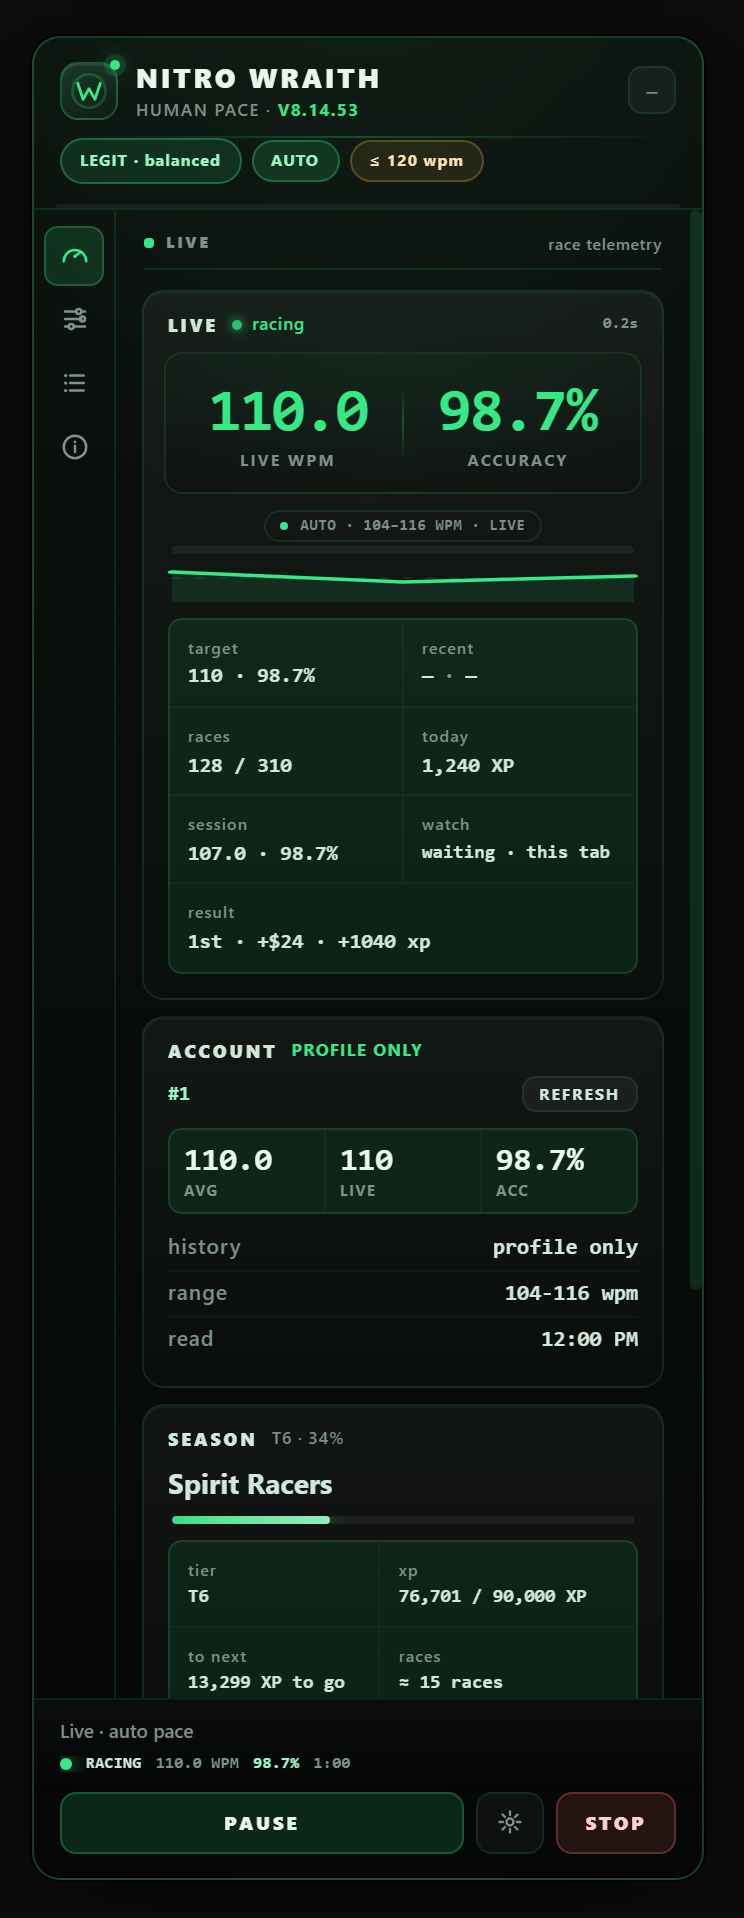 NITRO WRAITH
HUMAN PACE · V8.14.53
–
LEGIT · balanced AUTO ≤ 120 wpm
LIVE race telemetry
LIVE racing 0.2s
110.0 98.7%
LIVE WPM ACCURACY
AUTO · 104–116 WPM · LIVE
target recent
110 · 98.7% — · —
races today
128 / 310 1,240 XP
session watch
107.0 · 98.7% waiting · this tab
result
1st · +$24 · +1040 xp
ACCOUNT PROFILE ONLY
#1 REFRESH
110.0 110 98.7%
AVG LIVE ACC
history profile only
range 104-116 wpm
read 12:00 PM
SEASON T6 · 34%
Spirit Racers
tier xp
T6 76,701 / 90,000 XP
to next races
13,299 XP to go ≈ 15 races
Live · auto pace
RACING 110.0 WPM 98.7% 1:00
PAUSE STOP